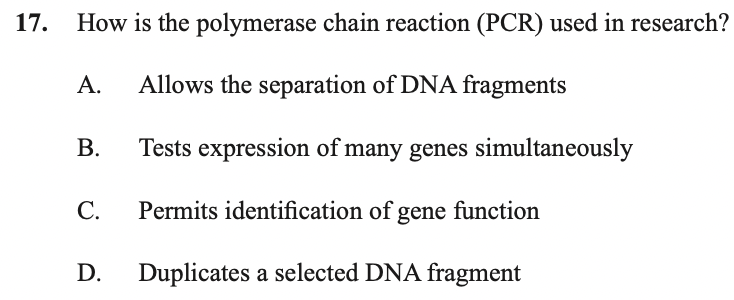 17. How is the polymerase chain reaction (PCR) used in research?
A. Allows the separation of DNA fragments
B. Tests expression of many genes simultaneously
C. Permits identification of gene function
D. Duplicates a selected DNA fragment